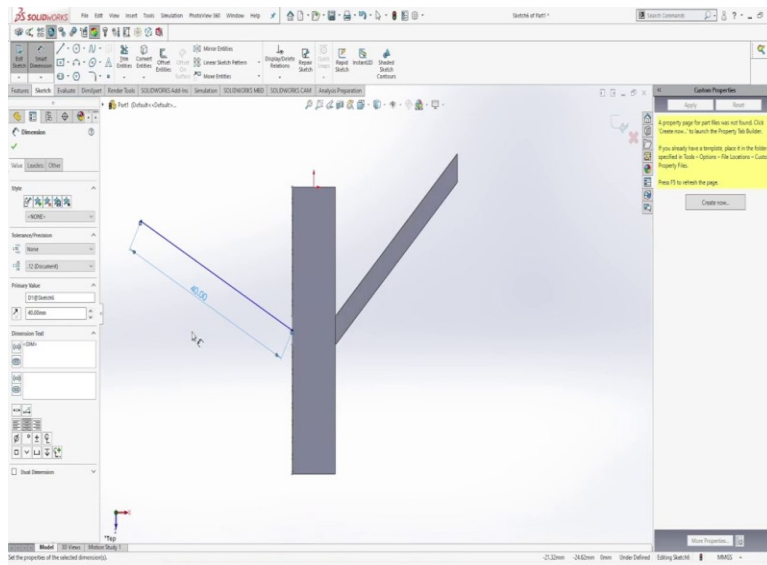 SOLIDWORKS File Edit View Insert Tools Simulation PhotoView 360 Window Help Sketch6 of Part1 * Search Commands
Exit Sketch Smart Dimension Trim Entities Convert Entities Offset Entities Mirror Entities Linear Sketch Pattern Move Entities Display/Delete Relations Repair Sketch Quick Snaps Rapid Sketch Instant2D Shaded Sketch Contours
Features Sketch Evaluate DimXpert Render Tools SOLIDWORKS Add-Ins Simulation SOLIDWORKS MBD SOLIDWORKS CAM Analysis Preparation
Custom Properties
Apply Reset
Part1 (Default<<Default>...
A property page for part files was not found. Click
'Create now...' to launch the Property Tab Builder.
If you already have a template, place it in the folder
specified in Tools - Options - File Locations - Custo
Property Files.
Press F5 to refresh the page.
Create now...
Dimension
Value Leaders Other
Style
<NONE>
Tolerance/Precision
None
.12 (Document)
Primary Value
D1@Sketch6
40.00mm
Dimension Text
<DIM>
Dual Dimension
40.00
*Top
More Properties...
Model 3D Views Motion Study 1
Set the properties of the selected dimension(s). -21.32mm -24.62mm 0mm Under Defined Editing Sketch6 MMGS